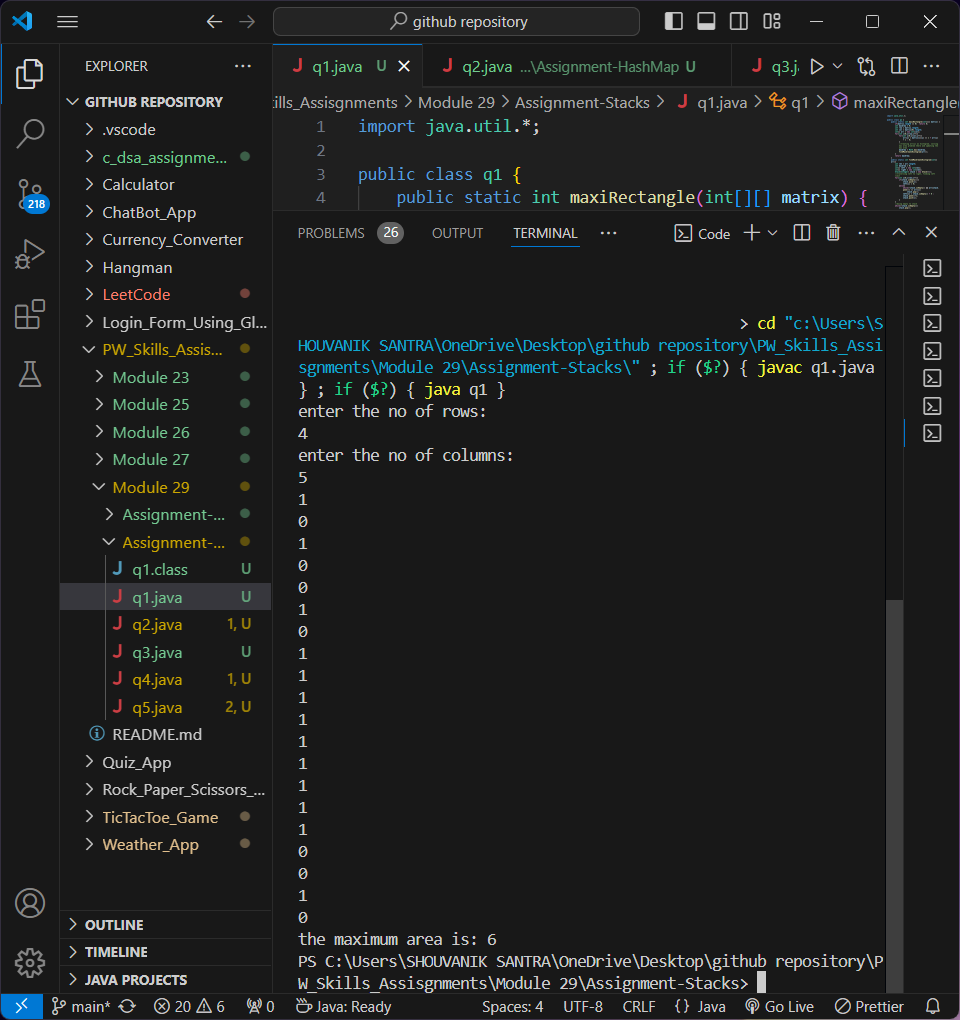 github repository
EXPLORER
GITHUB REPOSITORY
.vscode
c_dsa_assignme...
Calculator
ChatBot_App
Currency_Converter
Hangman
LeetCode
Login_Form_Using_Gl...
PW_Skills_Assis...
Module 23
Module 25
Module 26
Module 27
Module 29
Assignment-...
Assignment-...
q1.class U
q1.java U
q2.java 1, U
q3.java U
q4.java 1, U
q5.java 2, U
README.md
Quiz_App
Rock_Paper_Scissors_...
TicTacToe_Game
Weather_App
OUTLINE
TIMELINE
JAVA PROJECTS
218
q1.java U
q2.java ...\Assignment-HashMap U
q3.j
ills_Assisgnments > Module 29 > Assignment-Stacks > q1.java > q1 > maxiRectangle
1 import java.util.*;
2
3 public class q1 {
4 public static int maxiRectangle(int[][] matrix) {
PROBLEMS 26 OUTPUT TERMINAL ... Code
> cd "c:\Users\S
HOUVANIK SANTRA\OneDrive\Desktop\github repository\PW_Skills_Assi
sgnments\Module 29\Assignment-Stacks\" ; if ($?) { javac q1.java
} ; if ($?) { java q1 }
enter the no of rows:
4
enter the no of columns:
5
1
0
1
0
0
1
0
1
1
1
1
1
1
1
1
1
0
0
1
0
the maximum area is: 6
PS C:\Users\SHOUVANIK SANTRA\OneDrive\Desktop\github repository\P
W_Skills_Assisgnments\Module 29\Assignment-Stacks>
main* 20 6 0 Java: Ready Spaces: 4 UTF-8 CRLF {} Java Go Live Prettier